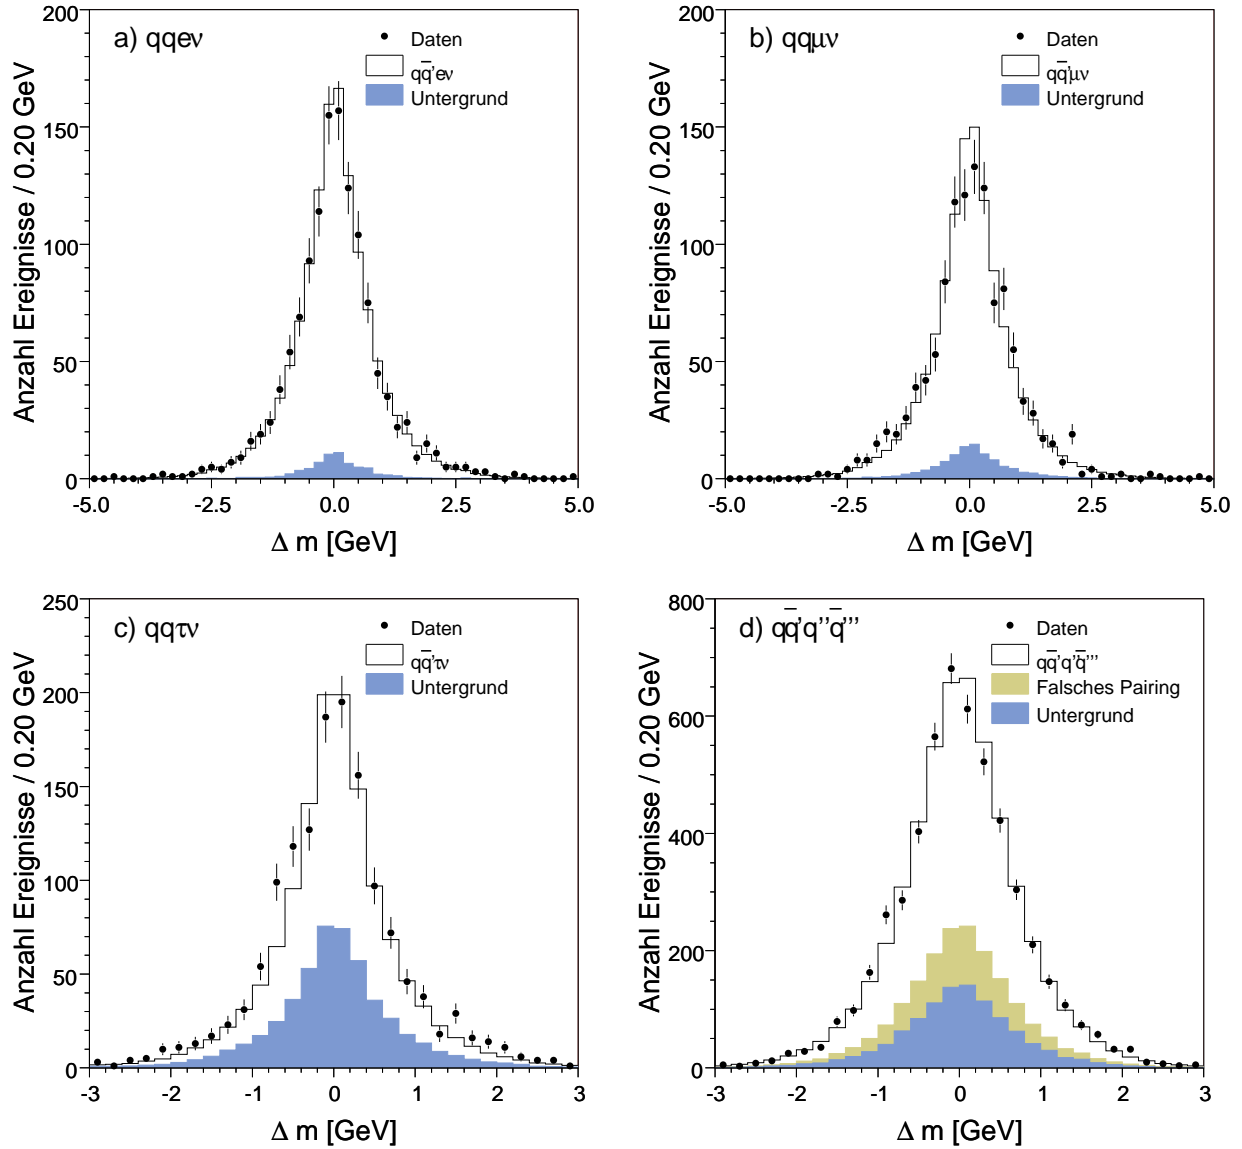 a) qqeν
Daten
qq̅'eν
Untergrund
Anzahl Ereignisse / 0.20 GeV
200
150
100
50
0
-5.0 -2.5 0.0 2.5 5.0
Δ m [GeV]
b) qqμν
Daten
qq̅'μν
Untergrund
Anzahl Ereignisse / 0.20 GeV
200
150
100
50
0
-5.0 -2.5 0.0 2.5 5.0
Δ m [GeV]
c) qqτν
Daten
qq̅'τν
Untergrund
Anzahl Ereignisse / 0.20 GeV
250
200
150
100
50
0
-3 -2 -1 0 1 2 3
Δ m [GeV]
d) qq̅'q''q̅'''
Daten
qq̅'q''q̅'''
Falsches Pairing
Untergrund
Anzahl Ereignisse / 0.20 GeV
800
600
400
200
0
-3 -2 -1 0 1 2 3
Δ m [GeV]